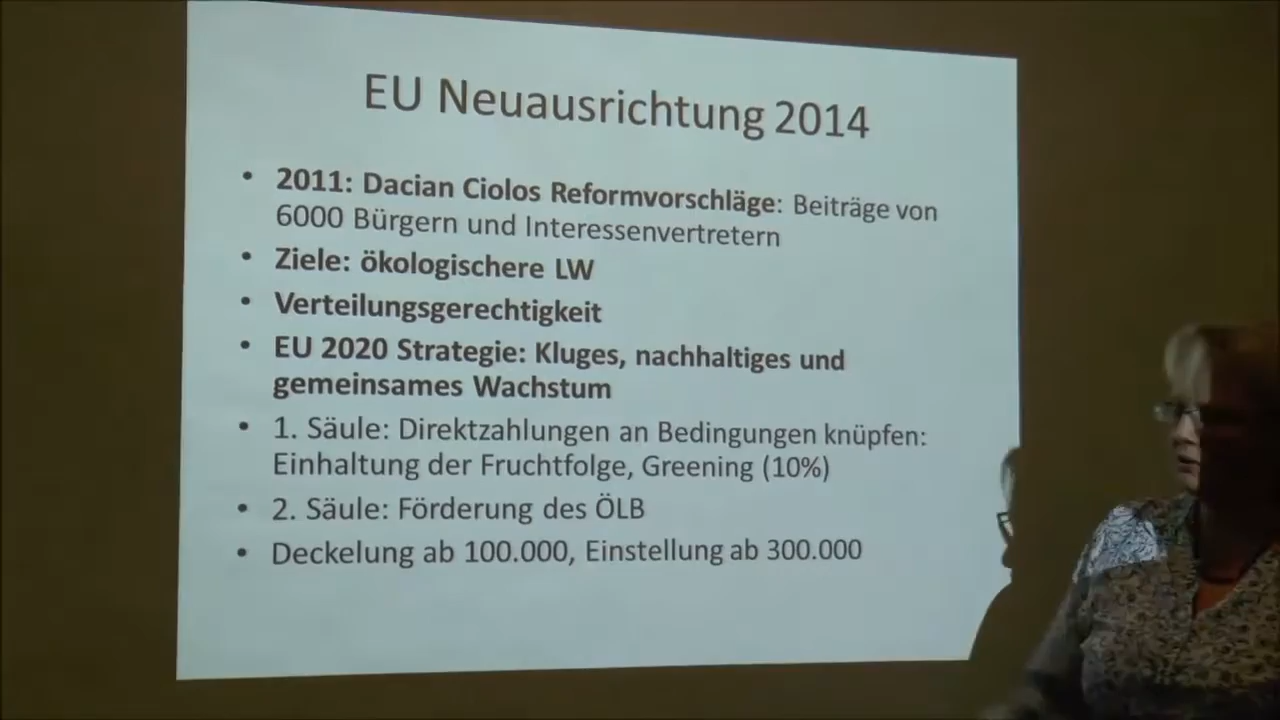 EU Neuausrichtung 2014
• 2011: Dacian Ciolos Reformvorschläge: Beiträge von
6000 Bürgern und Interessenvertretern
• Ziele: ökologischere LW
• Verteilungsgerechtigkeit
• EU 2020 Strategie: Kluges, nachhaltiges und
gemeinsames Wachstum
• 1. Säule: Direktzahlungen an Bedingungen knüpfen:
Einhaltung der Fruchtfolge, Greening (10%)
• 2. Säule: Förderung des ÖLB
• Deckelung ab 100.000, Einstellung ab 300.000